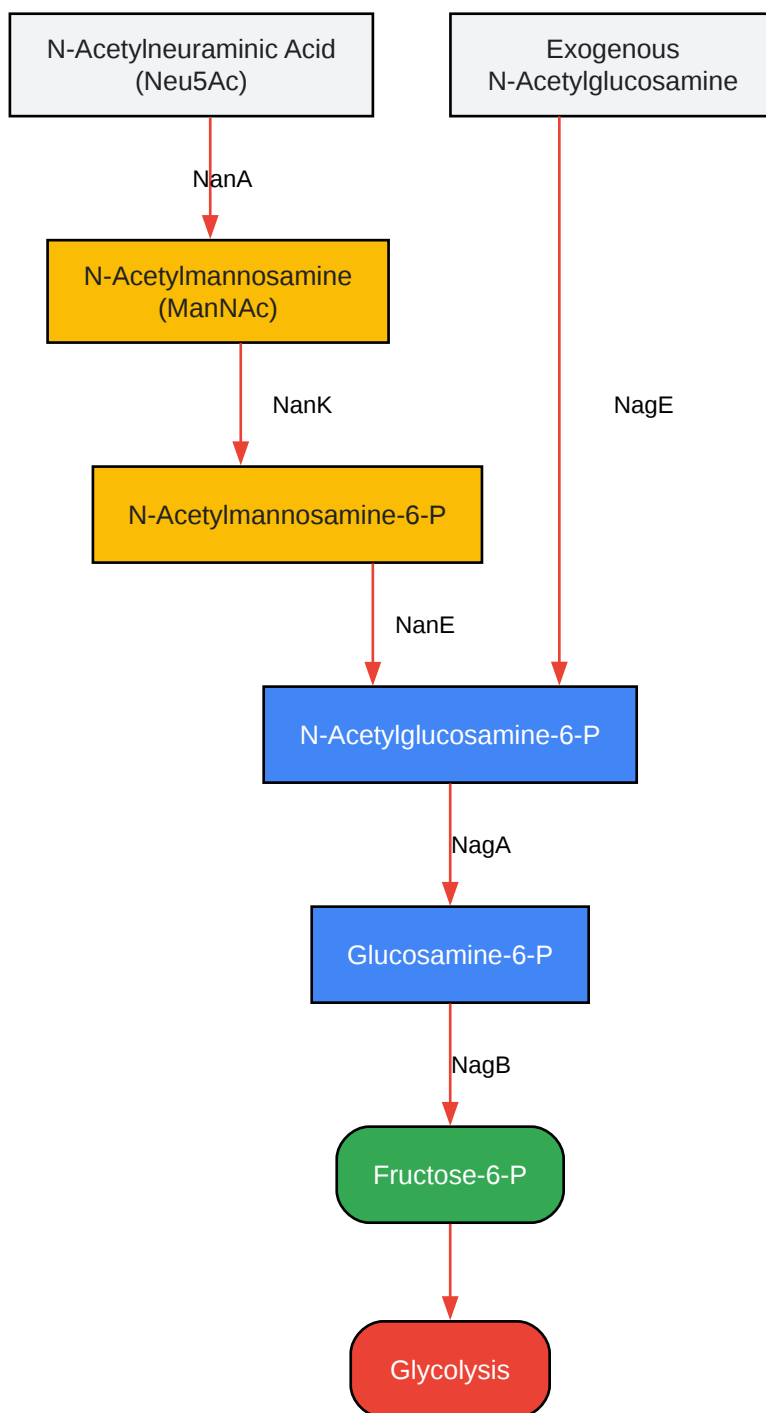 N-Acetylneuraminic Acid
(Neu5Ac)
Exogenous
N-Acetylglucosamine
NanA
N-Acetylmannosamine
(ManNAc)
NanK
NagE
N-Acetylmannosamine-6-P
NanE
N-Acetylglucosamine-6-P
NagA
Glucosamine-6-P
NagB
Fructose-6-P
Glycolysis